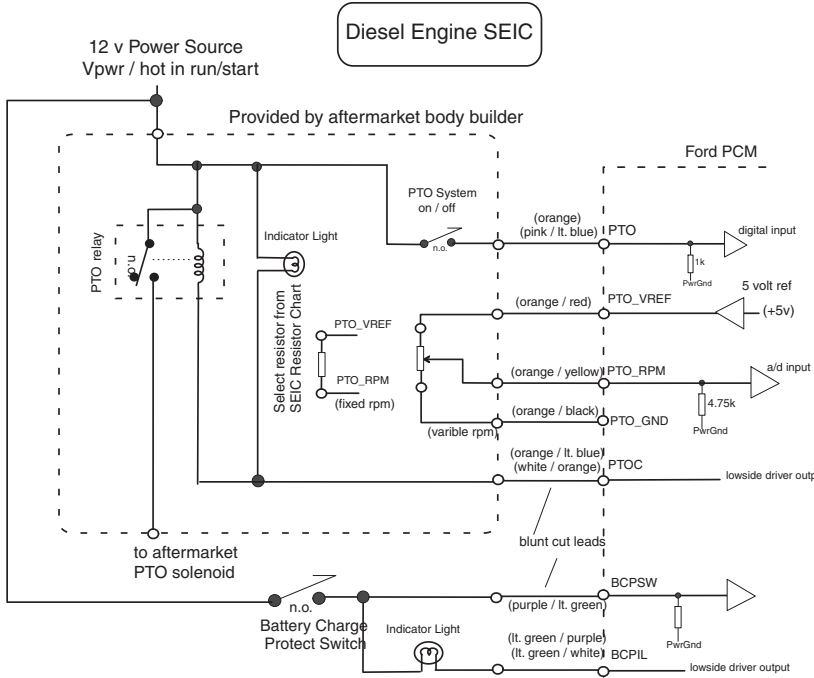 Diesel Engine SEIC
12 v Power Source
Vpwr / hot in run/start
Provided by aftermarket body builder
Ford PCM
PTO System
on / off
n.o.
(orange)
(pink / lt. blue)
PTO
digital input
1k
PwrGnd
PTO relay
n.o.
Indicator Light
Select resistor from
SEIC Resistor Chart
PTO_VREF
PTO_RPM
(fixed rpm)
(orange / red)
PTO_VREF
5 volt ref
(+5v)
(orange / yellow)
PTO_RPM
a/d input
4.75k
PwrGnd
(orange / black)
PTO_GND
(varible rpm)
(orange / lt. blue)
(white / orange)
PTOC
lowside driver outp
to aftermarket
PTO solenoid
blunt cut leads
n.o.
Battery Charge
Protect Switch
BCPSW
(purple / lt. green)
PwrGnd
Indicator Light
(lt. green / purple)
(lt. green / white)
BCPIL
lowside driver output